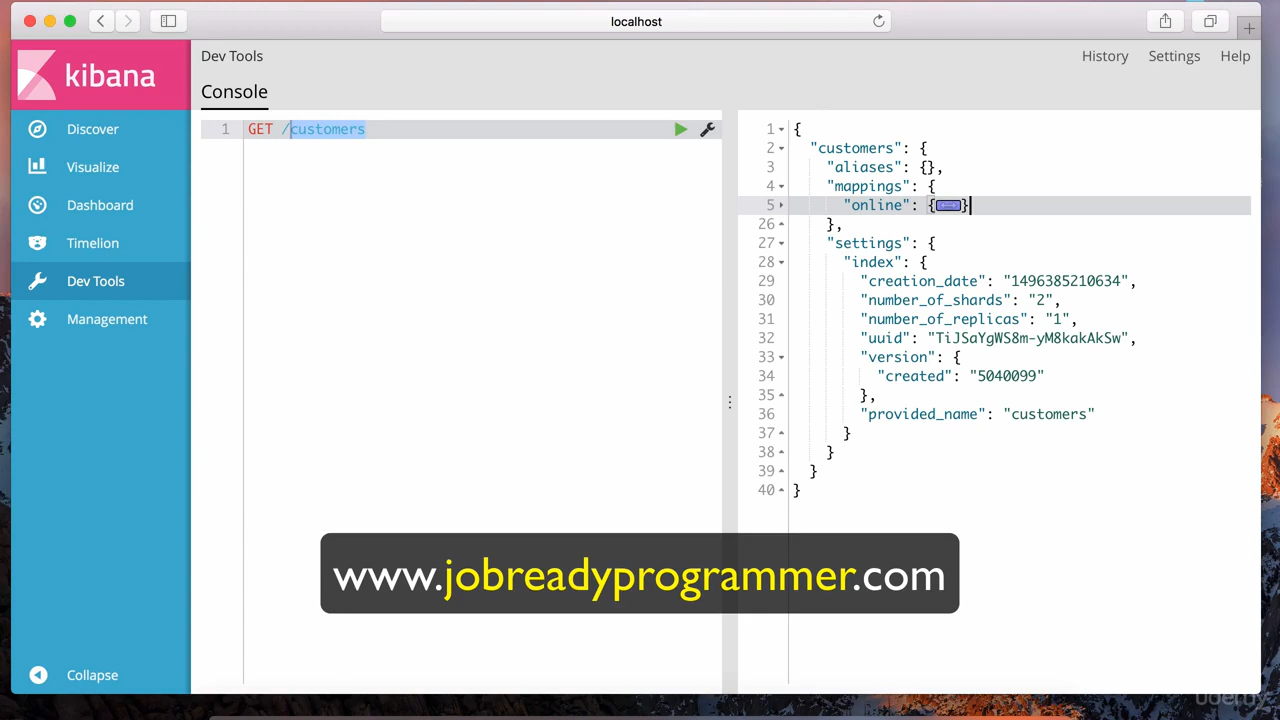 localhost
kibana
Discover
Visualize
Dashboard
Timelion
Dev Tools
Management
Collapse
Dev Tools
History Settings Help
Console
1 GET /customers
1 {
2 "customers": {
3 "aliases": {},
4 "mappings": {
5 "online": {}
26 },
27 "settings": {
28 "index": {
29 "creation_date": "1496385210634",
30 "number_of_shards": "2",
31 "number_of_replicas": "1",
32 "uuid": "TiJSaYgWS8m-yM8kakAkSw",
33 "version": {
34 "created": "5040099"
35 },
36 "provided_name": "customers"
37 }
38 }
39 }
40 }
www.jobreadyprogrammer.com